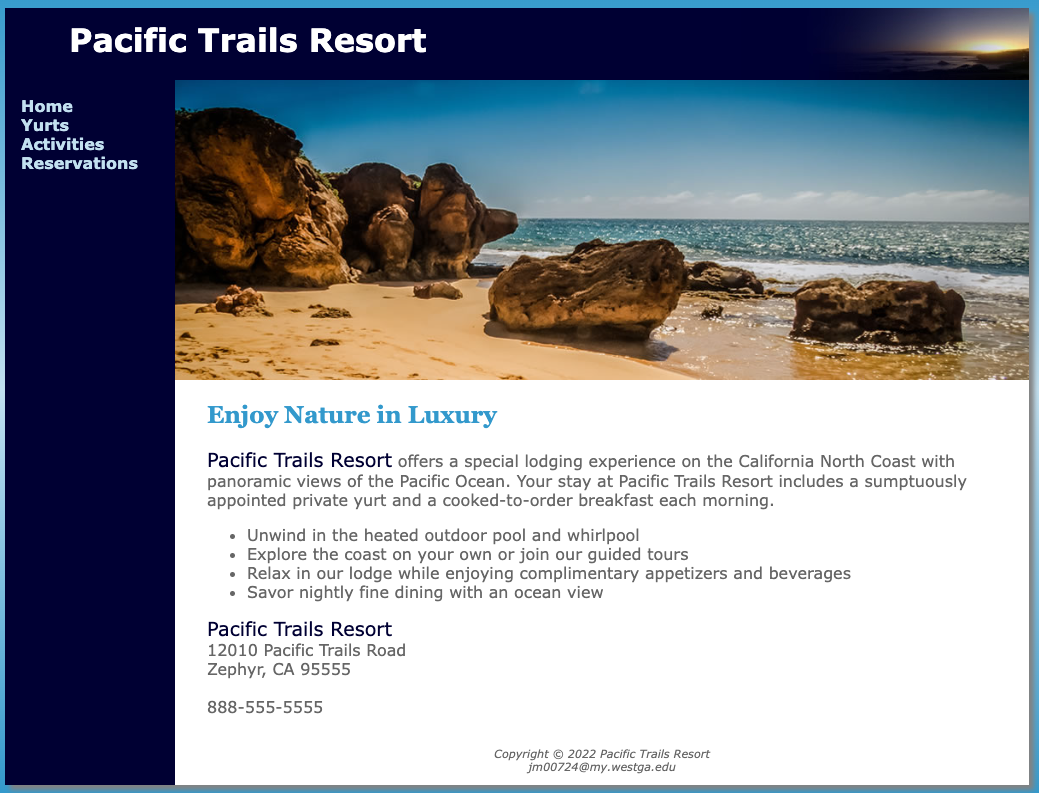 Pacific Trails Resort
Home
Yurts
Activities
Reservations
Enjoy Nature in Luxury
Pacific Trails Resort offers a special lodging experience on the California North Coast with
panoramic views of the Pacific Ocean. Your stay at Pacific Trails Resort includes a sumptuously
appointed private yurt and a cooked-to-order breakfast each morning.
• Unwind in the heated outdoor pool and whirlpool
• Explore the coast on your own or join our guided tours
• Relax in our lodge while enjoying complimentary appetizers and beverages
• Savor nightly fine dining with an ocean view
Pacific Trails Resort
12010 Pacific Trails Road
Zephyr, CA 95555
888-555-5555
Copyright © 2022 Pacific Trails Resort
jm00724@my.westga.edu